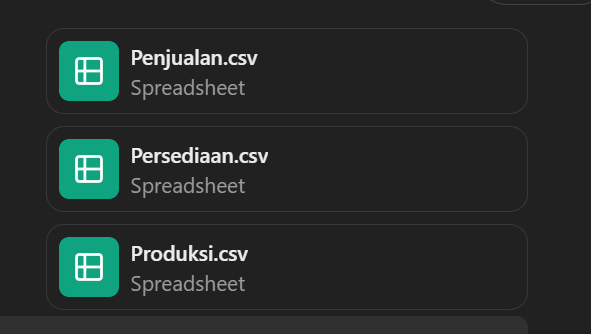 Penjualan.csv
Spreadsheet
Persediaan.csv
Spreadsheet
Produksi.csv
Spreadsheet